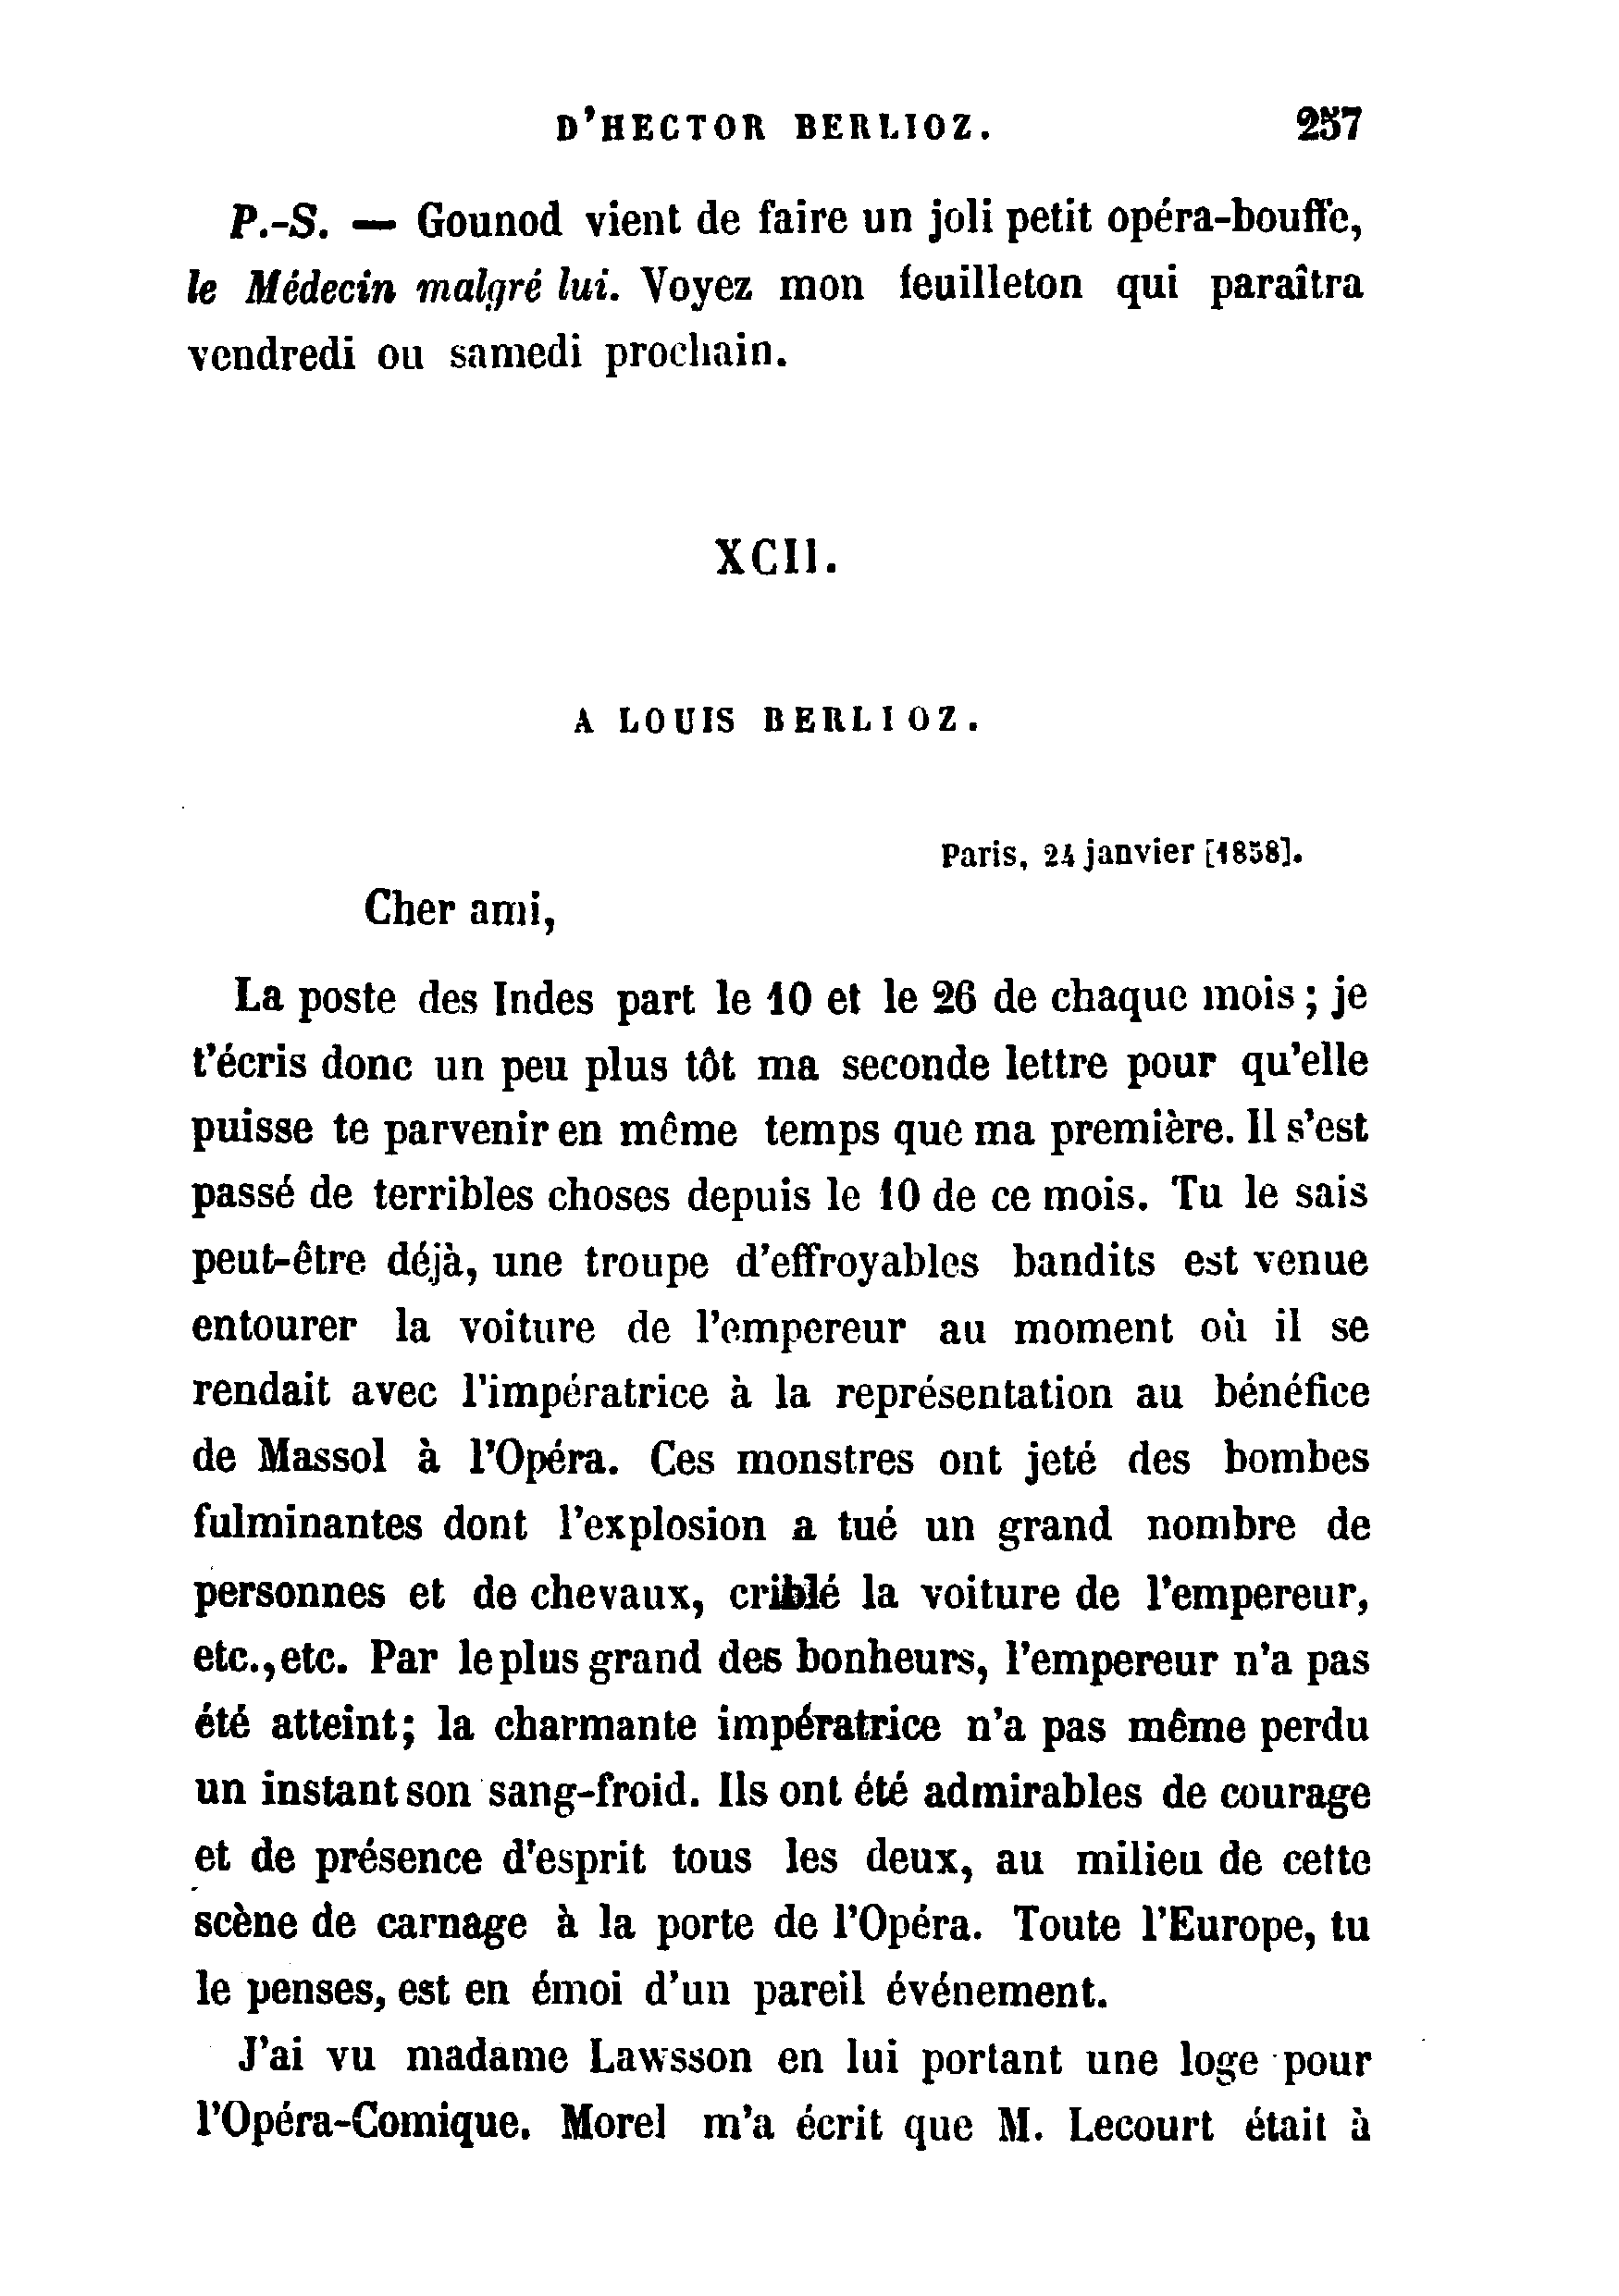 D'HECTOR BERLIOZ. 257
P.-S. — Gounod vient de faire un joli petit opéra-bouffe,
le Médecin malgré lui. Voyez mon feuilleton qui paraîtra
vendredi ou samedi prochain.
XCII.
A LOUIS BERLIOZ.
Paris, 24 janvier [1858].
Cher ami,
La poste des Indes part le 10 et le 26 de chaque mois ; je
t'écris donc un peu plus tôt ma seconde lettre pour qu'elle
puisse te parvenir en même temps que ma première. Il s'est
passé de terribles choses depuis le 10 de ce mois. Tu le sais
peut-être déjà, une troupe d'effroyables bandits est venue
entourer la voiture de l'empereur au moment où il se
rendait avec l'impératrice à la représentation au bénéfice
de Massol à l'Opéra. Ces monstres ont jeté des bombes
fulminantes dont l'explosion a tué un grand nombre de
personnes et de chevaux, criblé la voiture de l'empereur,
etc., etc. Par le plus grand des bonheurs, l'empereur n'a pas
été atteint; la charmante impératrice n'a pas même perdu
un instant son sang-froid. Ils ont été admirables de courage
et de présence d'esprit tous les deux, au milieu de cette
scène de carnage à la porte de l'Opéra. Toute l'Europe, tu
le penses, est en émoi d'un pareil événement.
J'ai vu madame Lawsson en lui portant une loge pour
l'Opéra-Comique. Morel m'a écrit que M. Lecourt était à